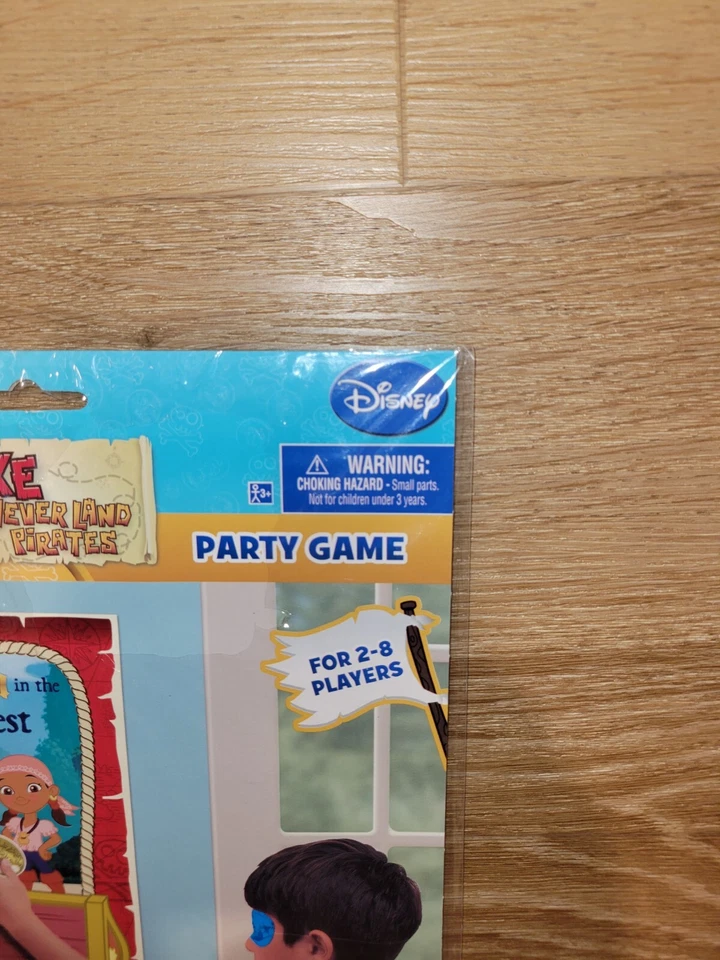 Disney
WARNING:
CHOKING HAZARD - Small parts.
Not for children under 3 years.
3+
KE
NEVER LAND
PIRATES
PARTY GAME
FOR 2-8
PLAYERS
in the
est